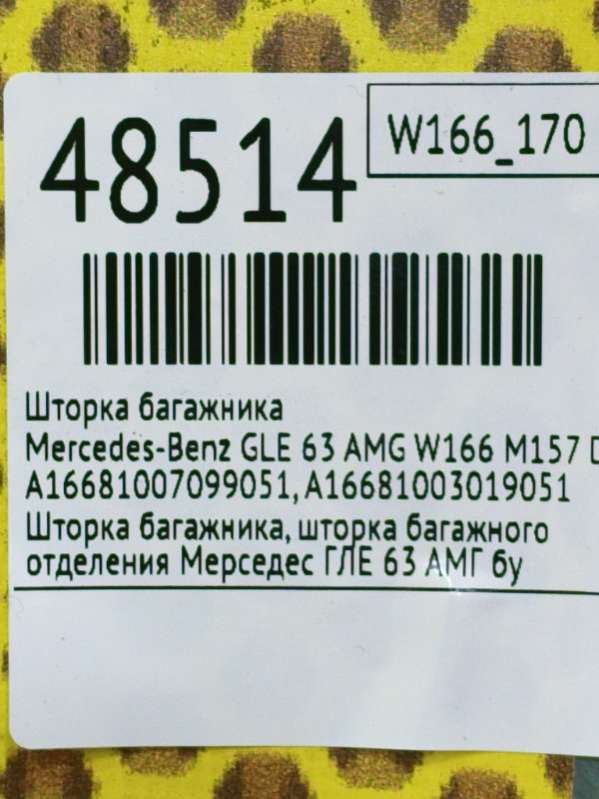 48514
W166_170
Шторка багажника
Mercedes-Benz GLE 63 AMG W166 M157
A16681007099051, A16681003019051
Шторка багажника, шторка багажного
отделения Мерседес ГЛЕ 63 АМГ бу